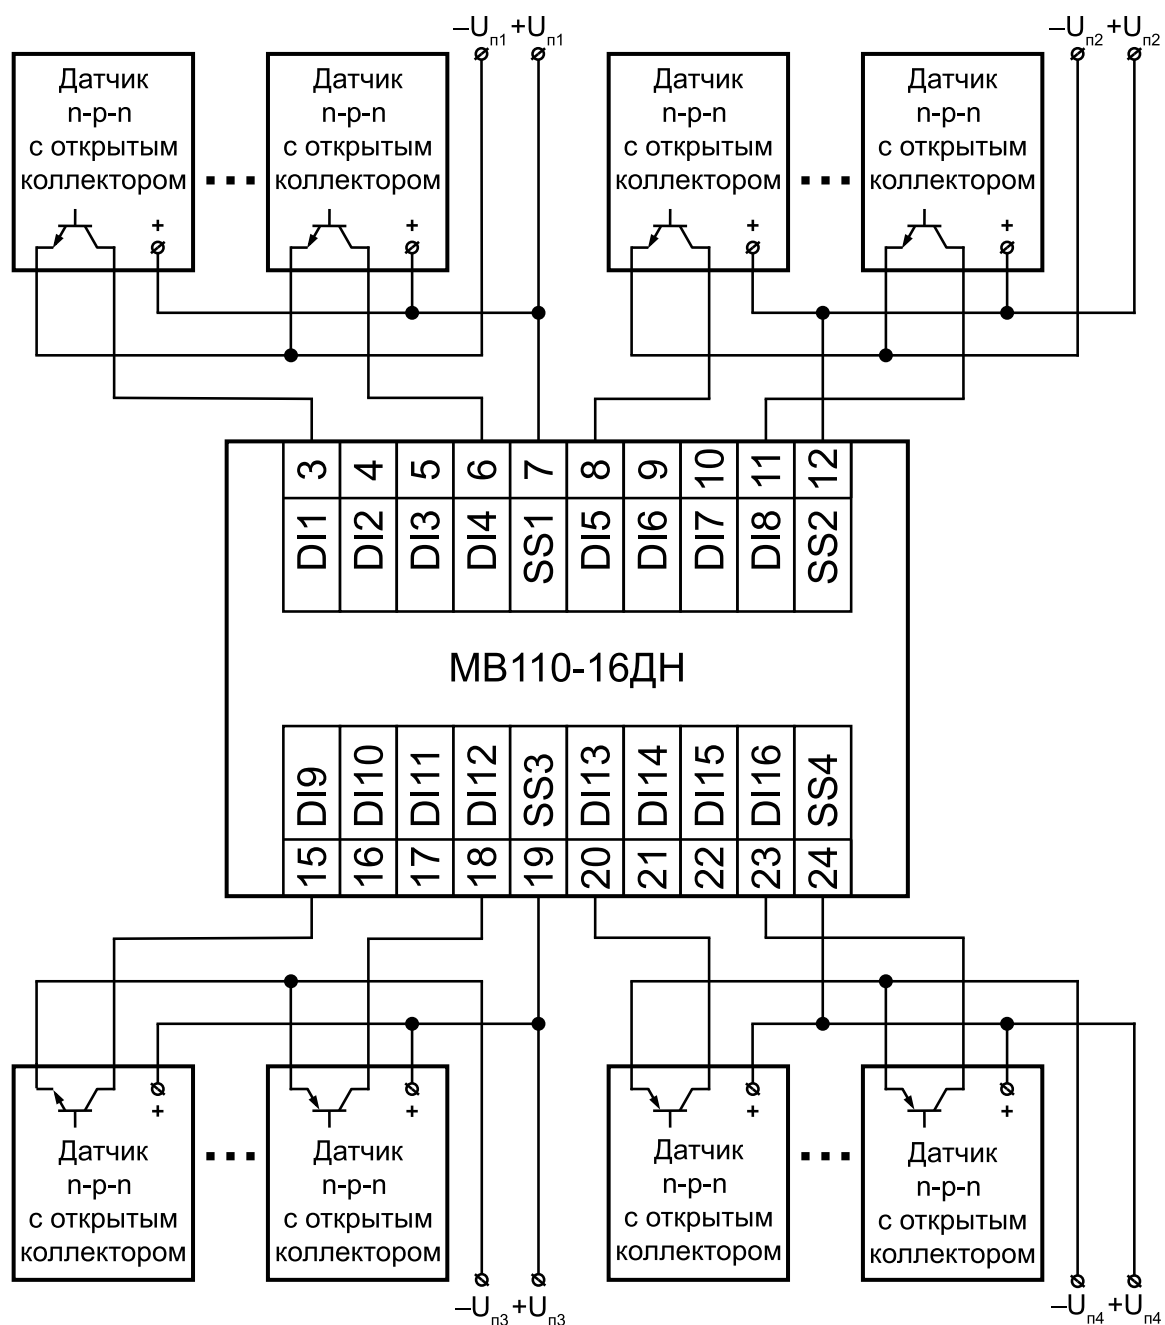 –Uп1 +Uп1
–Uп2 +Uп2
Датчик
n-p-n
с открытым
коллектором
+
Датчик
n-p-n
с открытым
коллектором
+
Датчик
n-p-n
с открытым
коллектором
+
Датчик
n-p-n
с открытым
коллектором
+
3 4 5 6 7 8 9 10 11 12
DI1 DI2 DI3 DI4 SS1 DI5 DI6 DI7 DI8 SS2
МВ110-16ДН
DI9 DI10 DI11 DI12 SS3 DI13 DI14 DI15 DI16 SS4
15 16 17 18 19 20 21 22 23 24
+
Датчик
n-p-n
с открытым
коллектором
+
Датчик
n-p-n
с открытым
коллектором
+
Датчик
n-p-n
с открытым
коллектором
+
Датчик
n-p-n
с открытым
коллектором
–Uп3 +Uп3
–Uп4 +Uп4